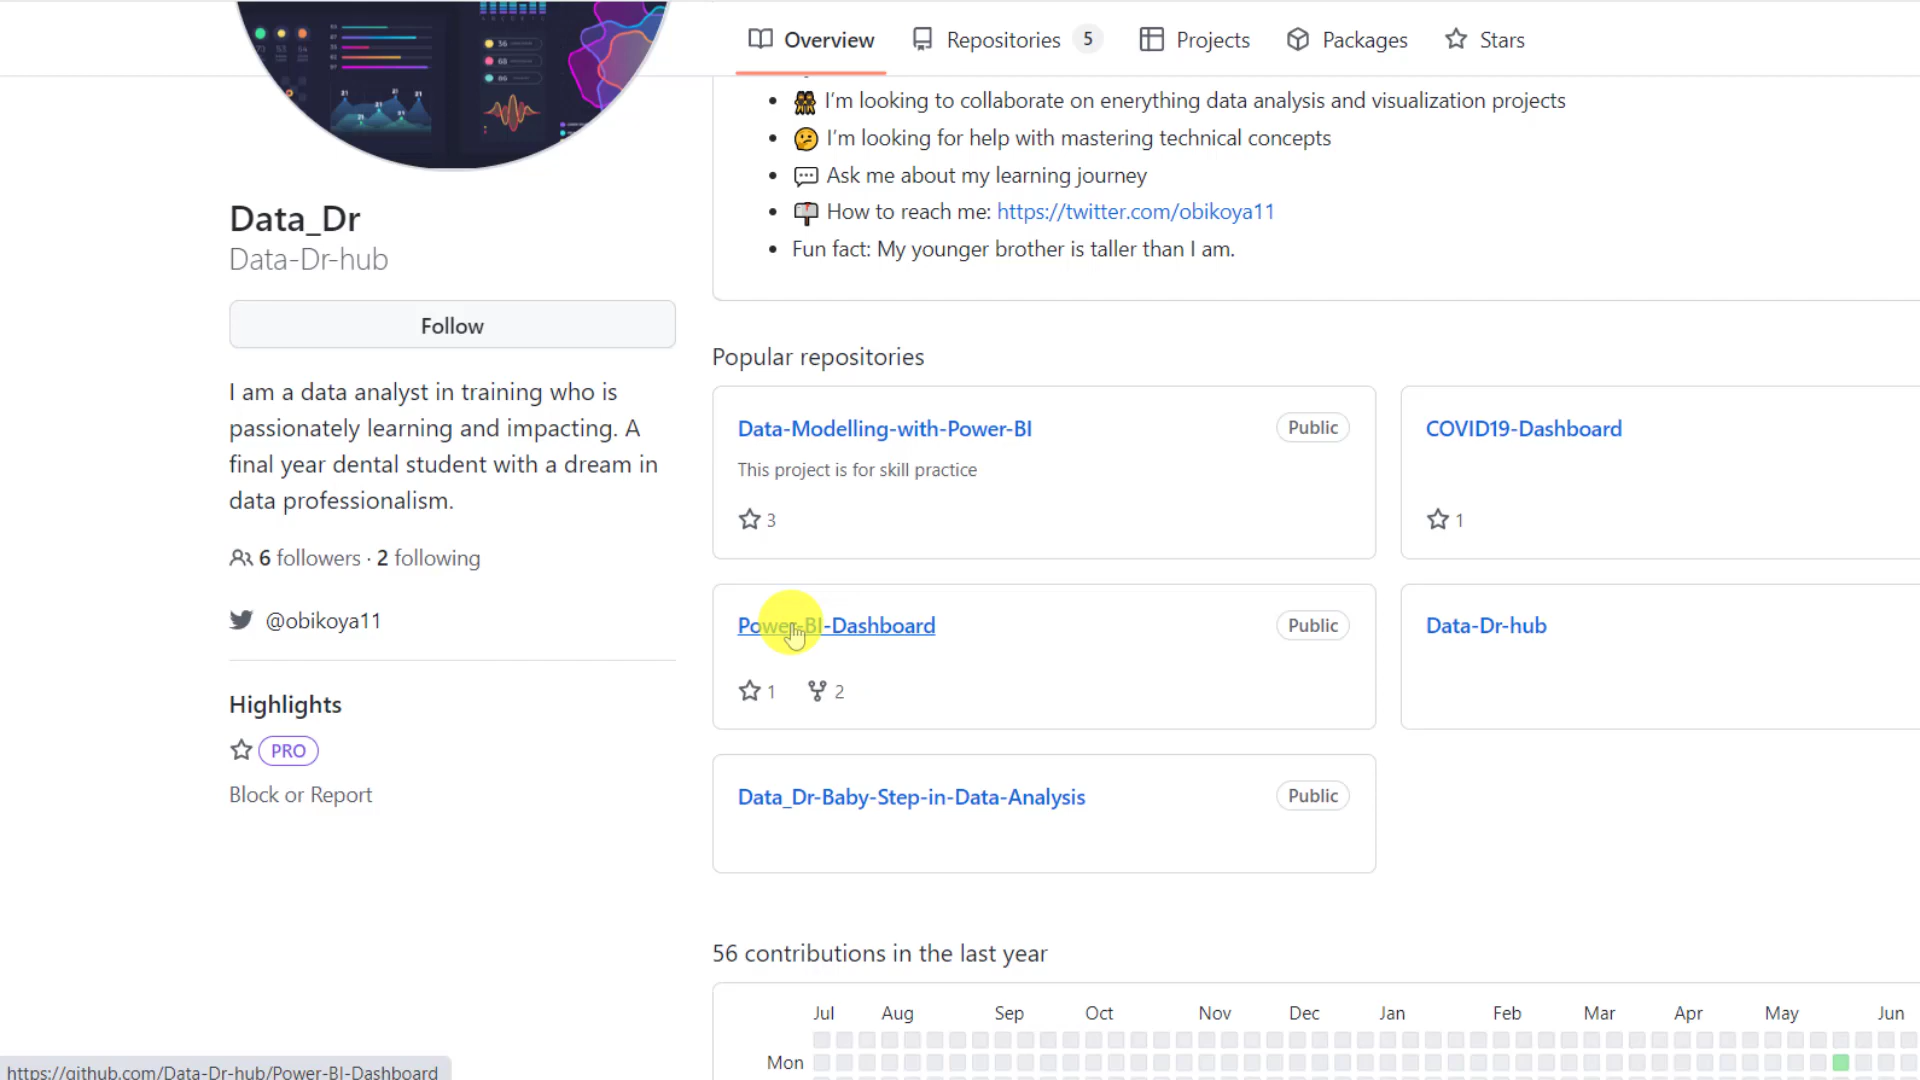 Overview
Repositories 5
Projects
Packages
Stars
I'm looking to collaborate on enerything data analysis and visualization projects
I'm looking for help with mastering technical concepts
Ask me about my learning journey
How to reach me: https://twitter.com/obikoya11
Fun fact: My younger brother is taller than I am.
Data_Dr
Data-Dr-hub
Follow
I am a data analyst in training who is
passionately learning and impacting. A
final year dental student with a dream in
data professionalism.
6 followers · 2 following
@obikoya11
Highlights
PRO
Block or Report
Popular repositories
Data-Modelling-with-Power-BI Public
This project is for skill practice
3
COVID19-Dashboard
1
Power-BI-Dashboard Public
1 2
Data-Dr-hub
Data_Dr-Baby-Step-in-Data-Analysis Public
56 contributions in the last year
Jul Aug Sep Oct Nov Dec Jan Feb Mar Apr May Jun
Mon
https://github.com/Data-Dr-hub/Power-BI-Dashboard